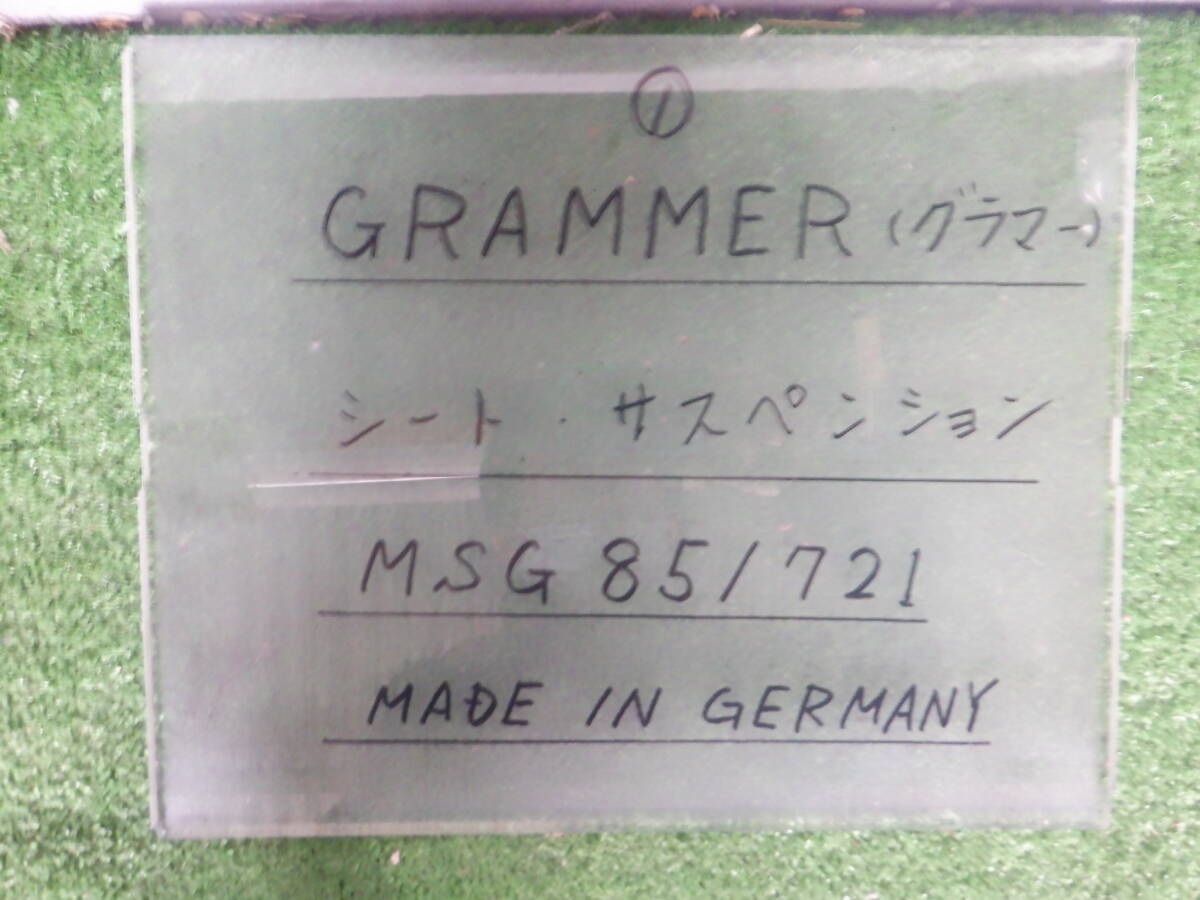 ①
GRAMMER (グラマー)
シート・サスペンション
MSG 85/721
MADE IN GERMANY